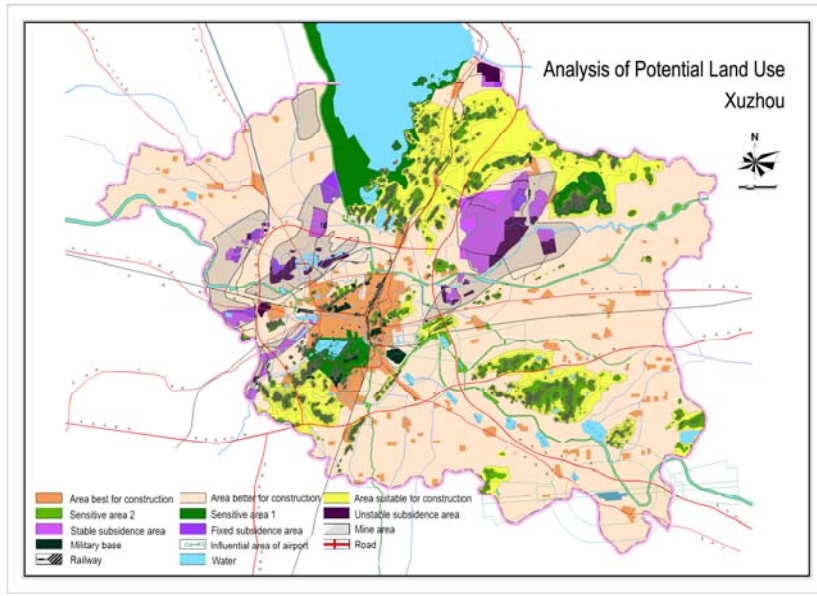 Analysis of Potential Land Use
Xuzhou
N
Area best for construction Area better for construction Area suitable for construction
Sensitive area 2 Sensitive area 1 Unstable subsidence area
Stable subsidence area Fixed subsidence area Mine area
Military base Influential area of airport Road
Railway Water